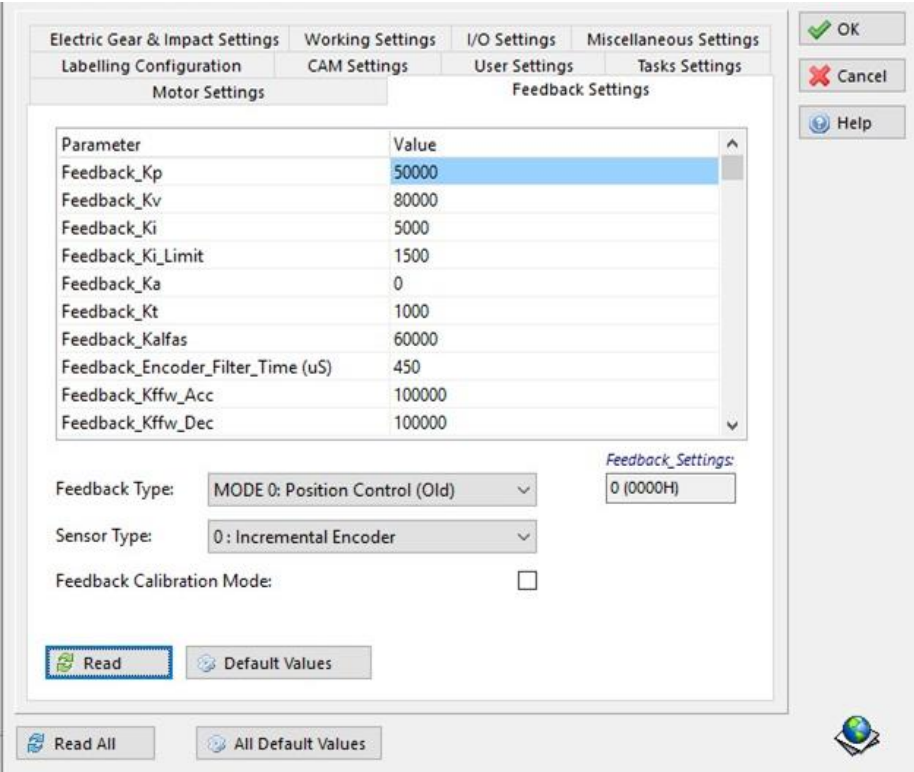 Electric Gear & Impact Settings Working Settings I/O Settings Miscellaneous Settings
Labelling Configuration CAM Settings User Settings Tasks Settings
Motor Settings Feedback Settings
OK
Cancel
Help
Parameter Value
Feedback_Kp 50000
Feedback_Kv 80000
Feedback_Ki 5000
Feedback_Ki_Limit 1500
Feedback_Ka 0
Feedback_Kt 1000
Feedback_Kalfas 60000
Feedback_Encoder_Filter_Time (uS) 450
Feedback_Kffw_Acc 100000
Feedback_Kffw_Dec 100000
Feedback_Settings:
Feedback Type: MODE 0: Position Control (Old) 0 (0000H)
Sensor Type: 0 : Incremental Encoder
Feedback Calibration Mode:
Read Default Values
Read All All Default Values